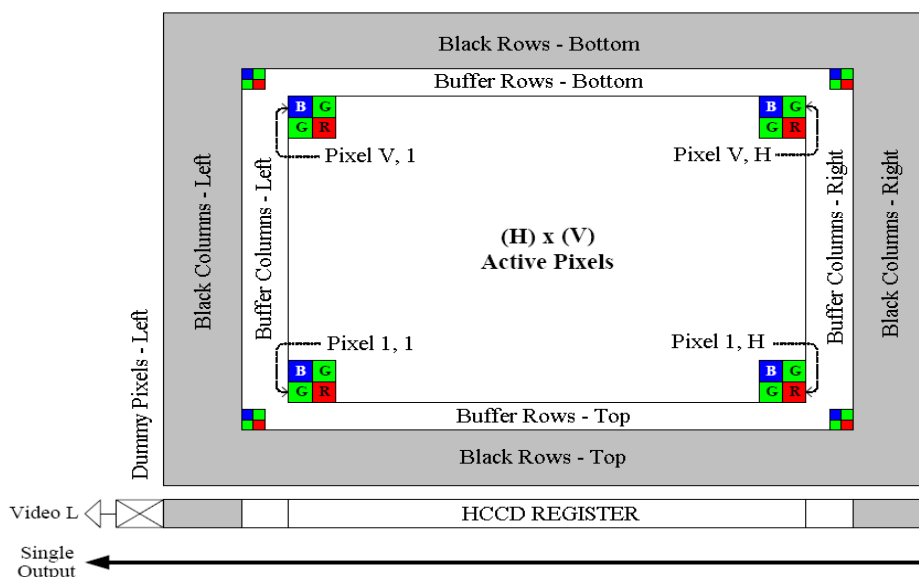 Black Rows - Bottom
Buffer Rows - Bottom
B G
G R
B G
G R
Pixel V, 1
Pixel V, H
Black Columns - Left
Buffer Columns - Left
(H) x (V)
Active Pixels
Buffer Columns - Right
Black Columns - Right
Dummy Pixels - Left
Pixel 1, 1
Pixel 1, H
B G
G R
B G
G R
Buffer Rows - Top
Black Rows - Top
Video L
HCCD REGISTER
Single
Output